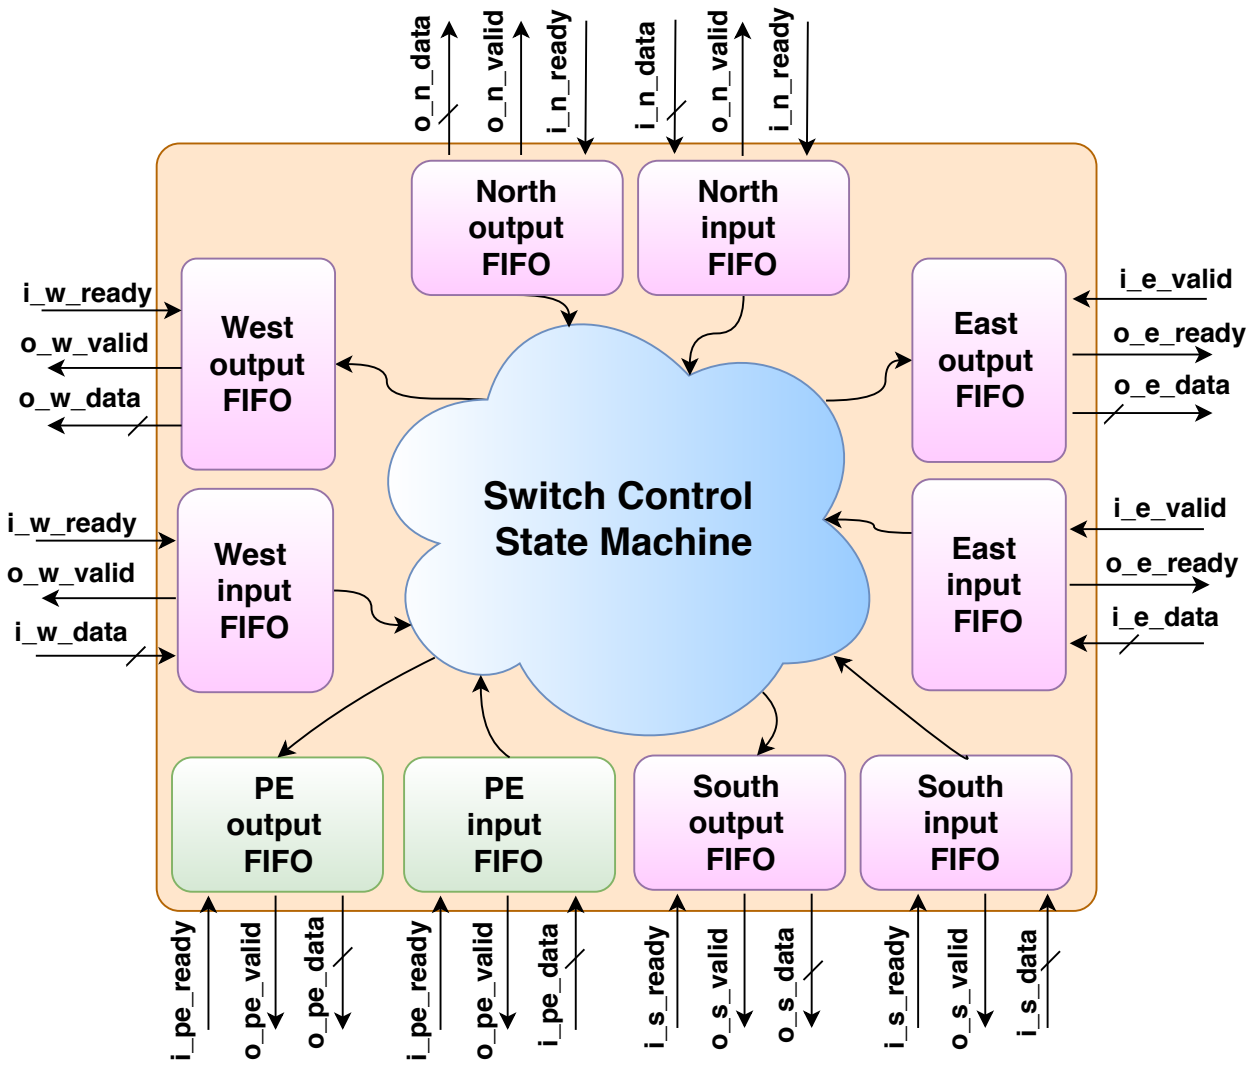 o_n_data
o_n_valid
i_n_ready
i_n_data
o_n_valid
i_n_ready
North
output
FIFO
North
input
FIFO
i_w_ready
o_w_valid
o_w_data
West
output
FIFO
East
output
FIFO
i_e_valid
o_e_ready
o_e_data
Switch Control
State Machine
i_w_ready
o_w_valid
i_w_data
West
input
FIFO
East
input
FIFO
i_e_valid
o_e_ready
i_e_data
PE
output
FIFO
PE
input
FIFO
South
output
FIFO
South
input
FIFO
i_pe_ready
o_pe_valid
o_pe_data
i_pe_ready
o_pe_valid
i_pe_data
i_s_ready
o_s_valid
o_s_data
i_s_ready
o_s_valid
i_s_data